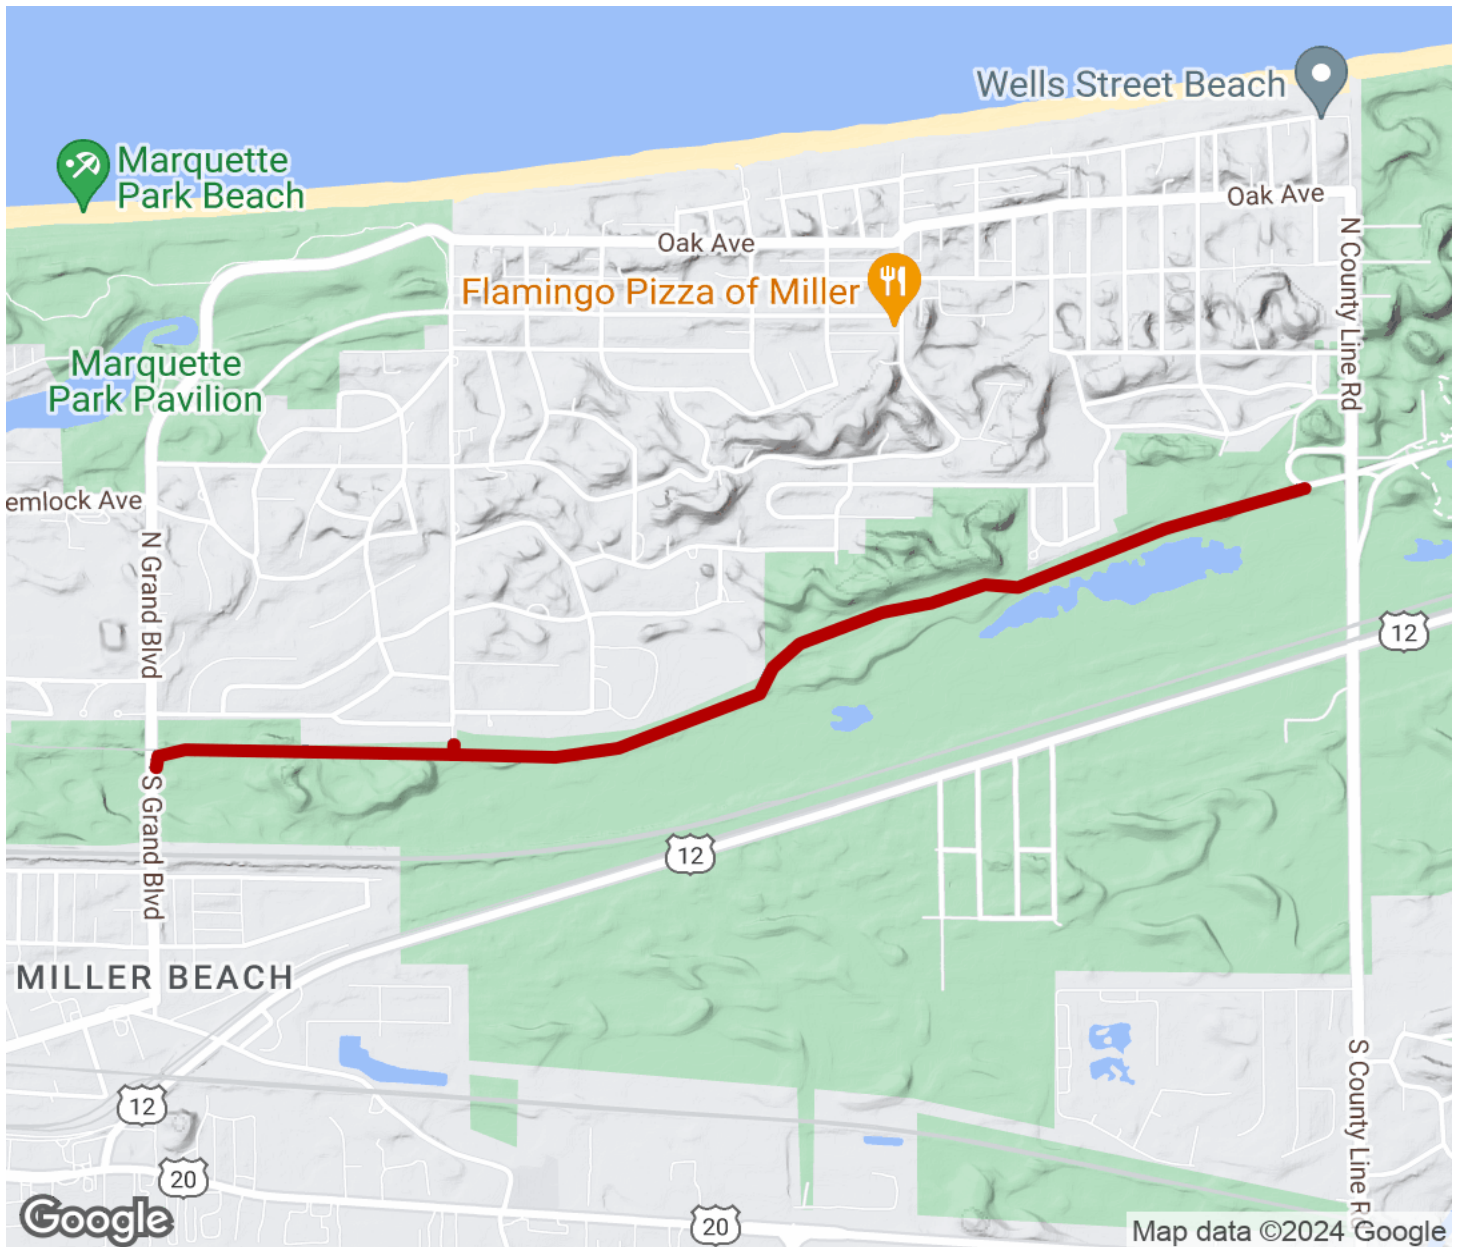 Wells Street Beach
Marquette
Park Beach
Oak Ave
Oak Ave
N County Line Rd
Flamingo Pizza of Miller
Marquette
Park Pavilion
emlock Ave
N Grand Blvd
12
S Grand Blvd
12
MILLER BEACH
S County Line Rd
12
20
20
Google
Map data ©2024 Google